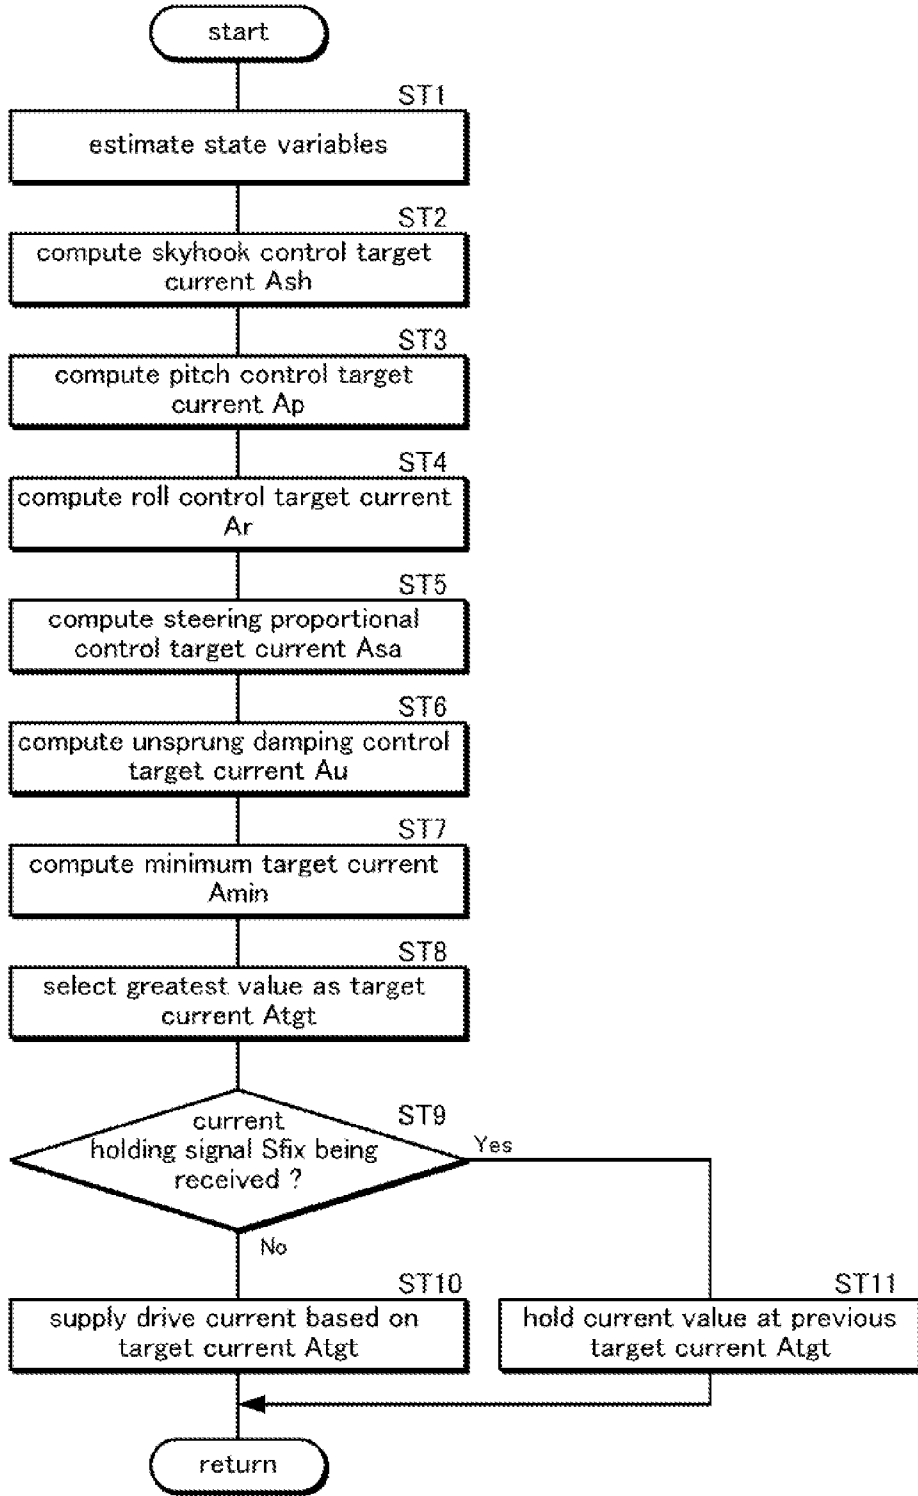 start
ST1
estimate state variables
ST2
compute skyhook control target
current Ash
ST3
compute pitch control target
current Ap
ST4
compute roll control target current
Ar
ST5
compute steering proportional
control target current Asa
ST6
compute unsprung damping control
target current Au
ST7
compute minimum target current
Amin
ST8
select greatest value as target
current Atgt
ST9
current
holding signal Sfix being
received ?
Yes
No
ST10
supply drive current based on
target current Atgt
ST11
hold current value at previous
target current Atgt
return